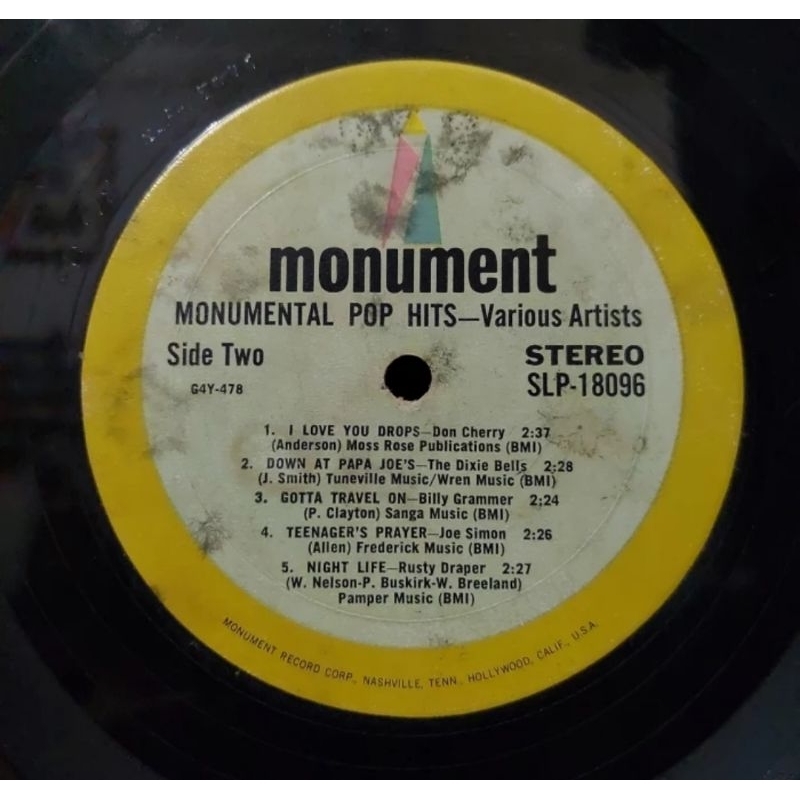 monument
MONUMENTAL POP HITS—Various Artists
Side Two STEREO
G4Y-478 SLP-18096
1. I LOVE YOU DROPS—Don Cherry 2:37
(Anderson) Moss Rose Publications (BMI)
2. DOWN AT PAPA JOE'S—The Dixie Bells 2:28
(J. Smith) Tuneville Music/Wren Music (BMI)
3. GOTTA TRAVEL ON—Billy Grammer 2:24
(P. Clayton) Sanga Music (BMI)
4. TEENAGER'S PRAYER—Joe Simon 2:26
(Allen) Frederick Music (BMI)
5. NIGHT LIFE—Rusty Draper 2:27
(W. Nelson-P. Buskirk-W. Breeland)
Pamper Music (BMI)
MONUMENT RECORD CORP., NASHVILLE, TENN., HOLLYWOOD, CALIF., U.S.A.